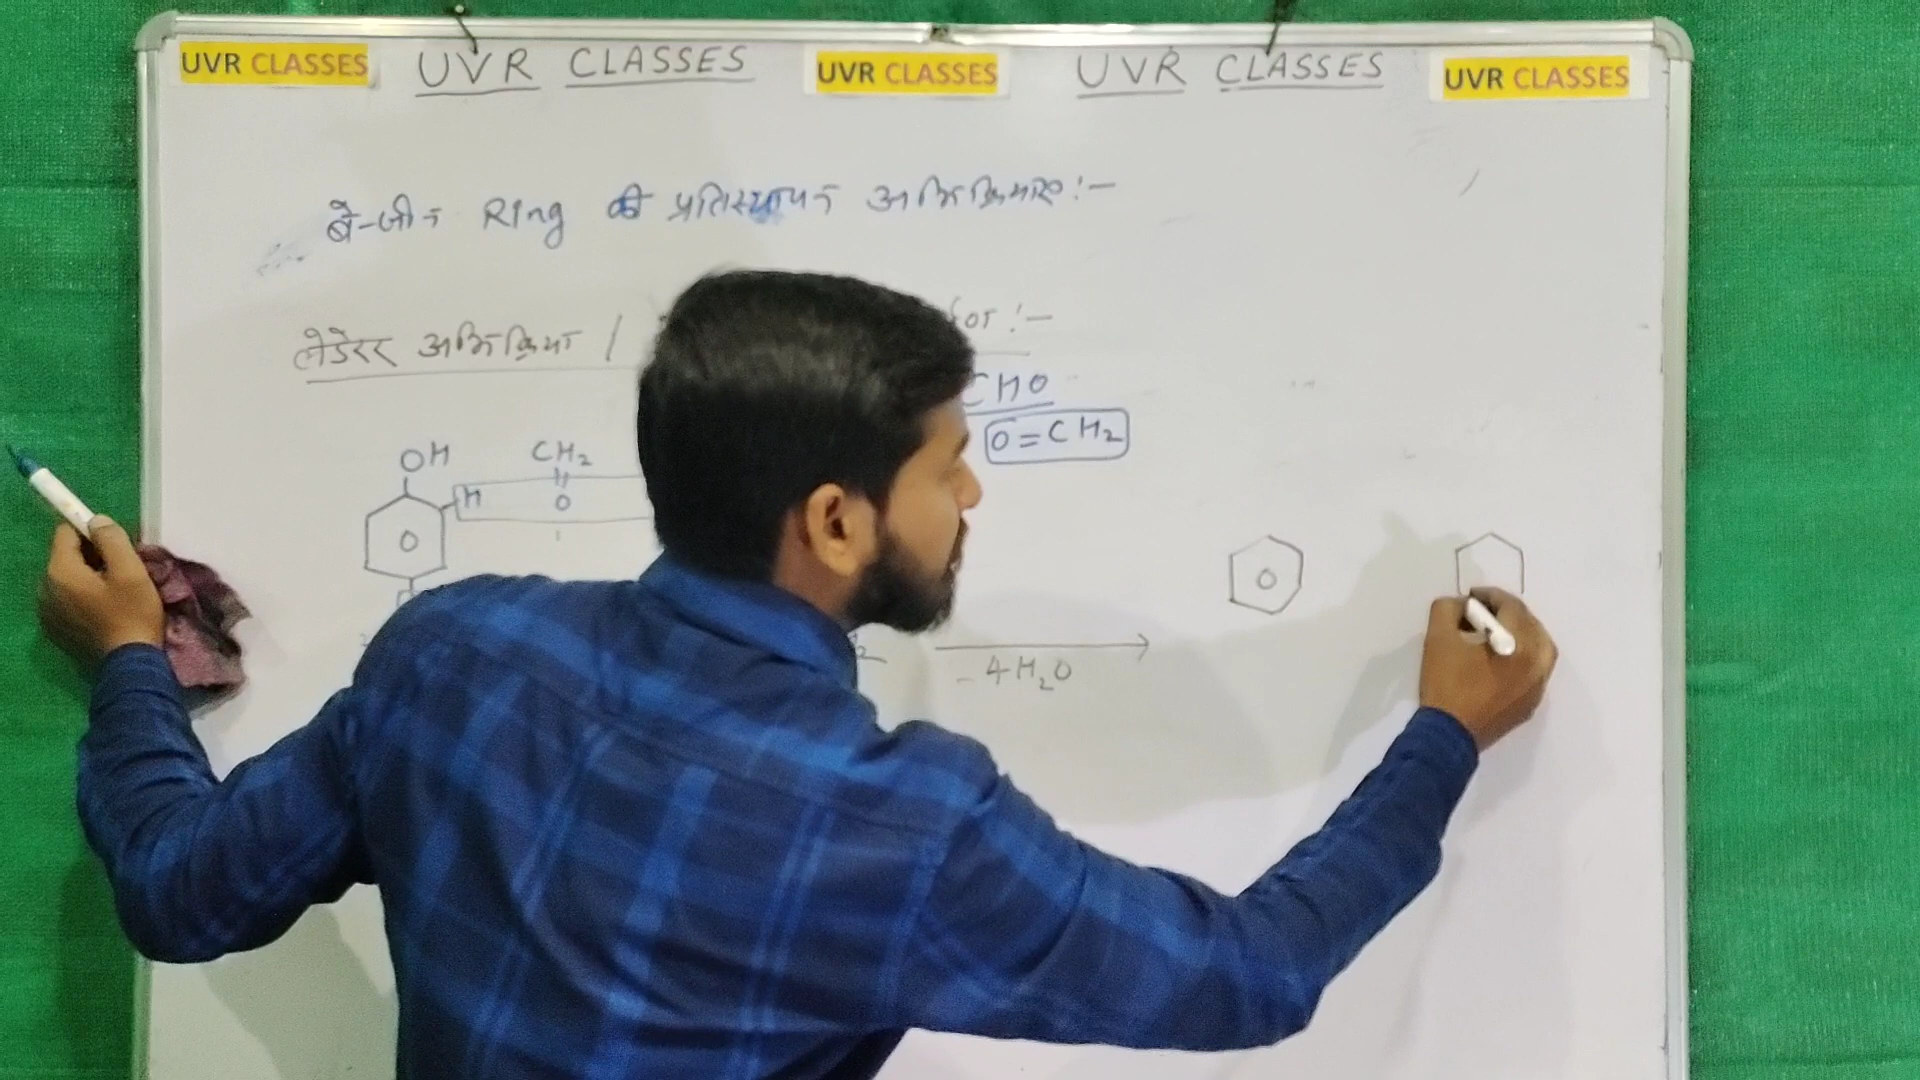 UVR CLASSES UVR CLASSES UVR CLASSES UVR CLASSES UVR CLASSES
बेन्जीन Ring की प्रतिस्थापन अभिक्रियाए :-
लेडेरर अभिक्रिया /
CHO
O=CH₂
OH CH₂
H O
-4H₂O